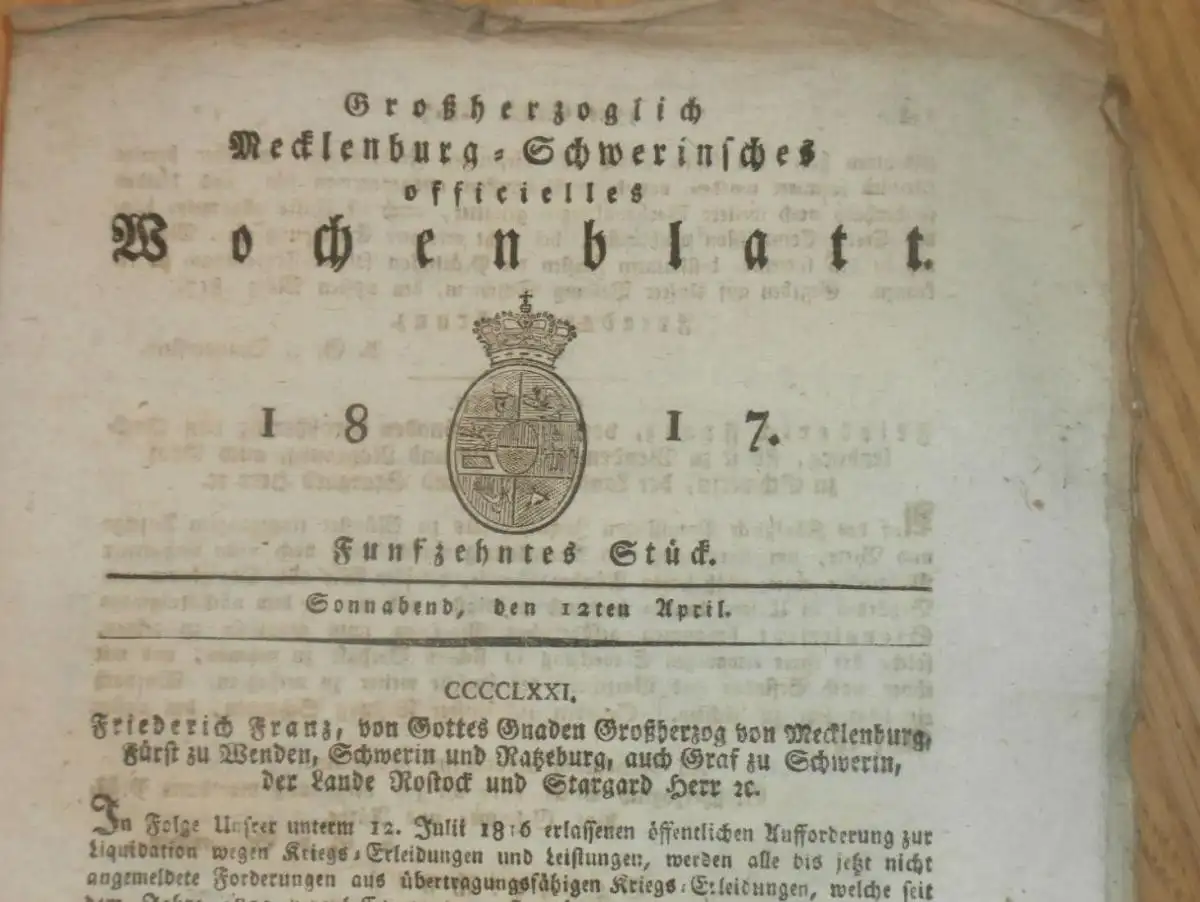 Großherzoglich
Mecklenburg-Schwerinsches
officielles
Wochenblatt.
1817.
Funfzehntes Stück.
Sonnabend, den 12ten April.
CCCCCLXXI.
Friederich Franz, von Gottes Gnaden Großherzog von Mecklenburg,
Fürst zu Wenden, Schwerin und Ratzeburg, auch Graf zu Schwerin,
der Lande Rostock und Stargard Herr ꝛc.
In Folge Unsrer unterm 12. Julii 1816 erlassenen öffentlichen Aufforderung zur
Liquidation wegen Kriegs-Erleidungen und Leistungen, werden alle bis jetzt nicht
angemeldete Forderungen aus übertragungsfähigen Kriegs-Erleidungen, welche seit